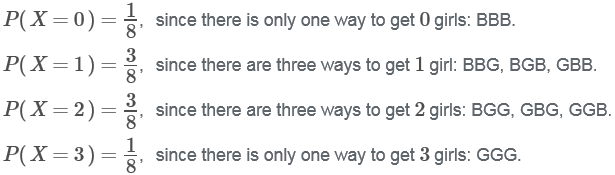 P(X=0) = 1/8, since there is only one way to get 0 girls: BBB.
P(X=1) = 3/8, since there are three ways to get 1 girl: BBG, BGB, GBB.
P(X=2) = 3/8, since there are three ways to get 2 girls: BGG, GBG, GGB.
P(X=3) = 1/8, since there is only one way to get 3 girls: GGG.